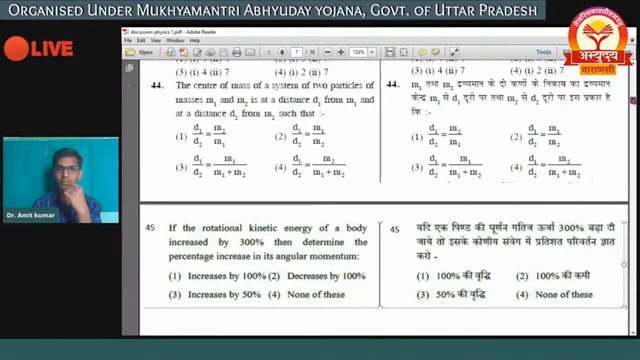 ORGANISED UNDER MUKHYAMANTRI ABHYUDAY YOJANA, GOVT. OF UTTAR PRADESH
LIVE
discussion physics 1.pdf - Adobe Reader
7 / 18
133%
Tools
(3) (i) 4 (ii) 7 (4) (i) 2 (ii) 7
(3) (i) 4 (ii) 7 (4) (i) 2 (ii) 7
44. The centre of mass of a system of two particles of
masses m₁ and m₂ is at a distance d₁ from m₁ and
at a distance d₂ from m₂ such that :-
(1) d₁/d₂ = m₂/m₁ (2) d₁/d₂ = m₁/m₂
(3) d₁/d₂ = m₁/(m₁ + m₂) (4) d₁/d₂ = m₂/(m₁ + m₂)
44. m₁ तथा m₂ द्रव्यमान के दो कणों के निकाय का द्रव्यमान
केन्द्र m₁ से d₁ दूरी पर तथा m₂ से d₂ दूरी पर इस प्रकार है
कि :-
(1) d₁/d₂ = m₂/m₁ (2) d₁/d₂ = m₁/m₂
(3) d₁/d₂ = m₁/(m₁ + m₂) (4) d₁/d₂ = m₂/(m₁ + m₂)
Dr. Amit kumar
45 If the rotational kinetic energy of a body
increased by 300% then determine the
percentage increase in its angular momentum.
(1) Increases by 100% (2) Decreases by 100%
(3) Increases by 50% (4) None of these
45 यदि एक पिण्ड की घूर्णन गतिज ऊर्जा 300% बढ़ा दी
जाये तो इसके कोणीय संवेग में प्रतिशत परिवर्तन ज्ञात
करो -
(1) 100% की वृद्धि (2) 100% की कमी
(3) 50% की वृद्धि (4) None of these
अभ्युदय
वाराणसी